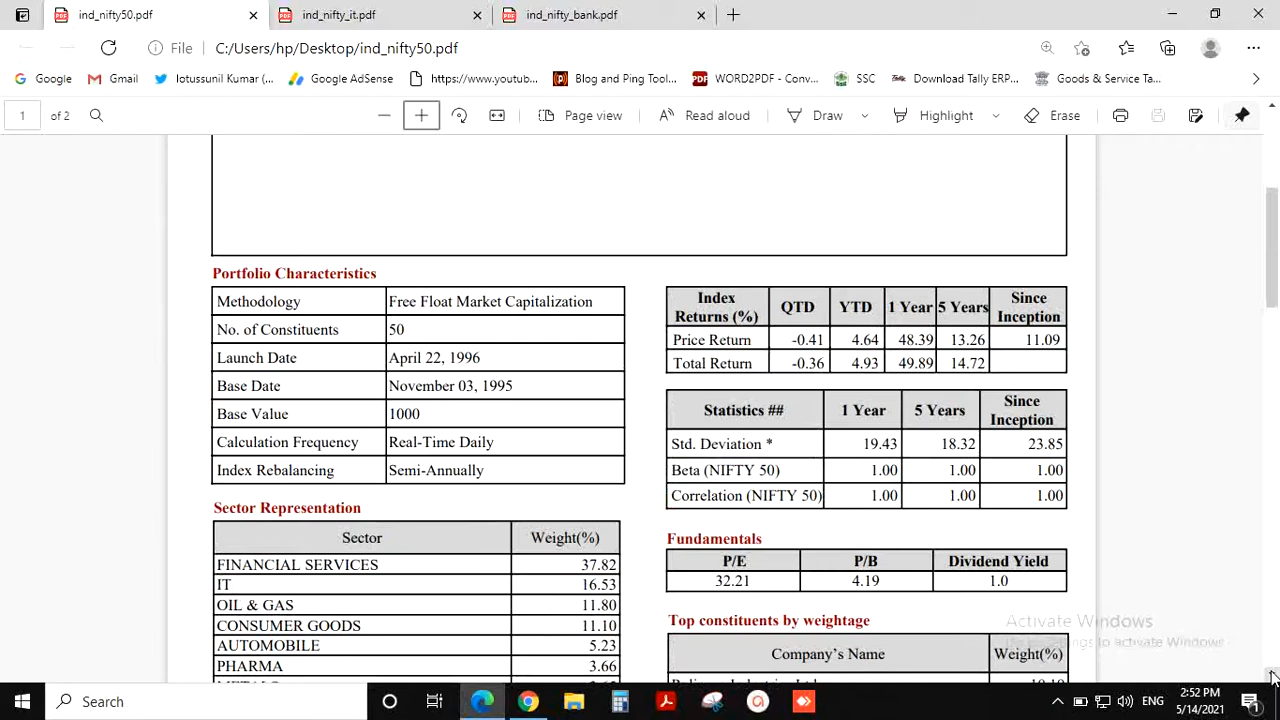 ind_nifty50.pdf
ind_nifty_it.pdf
ind_nifty_bank.pdf
File C:/Users/hp/Desktop/ind_nifty50.pdf
Google Gmail lotussunil Kumar (... Google AdSense https://www.youtub... Blog and Ping Tool... WORD2PDF - Conv... SSC Download Tally ERP... Goods & Service Ta...
1 of 2 Page view Read aloud Draw Highlight Erase
Portfolio Characteristics
Methodology Free Float Market Capitalization
No. of Constituents 50
Launch Date April 22, 1996
Base Date November 03, 1995
Base Value 1000
Calculation Frequency Real-Time Daily
Index Rebalancing Semi-Annually
Index Returns (%) QTD YTD 1 Year 5 Years Since Inception
Price Return -0.41 4.64 48.39 13.26 11.09
Total Return -0.36 4.93 49.89 14.72
Statistics ## 1 Year 5 Years Since Inception
Std. Deviation * 19.43 18.32 23.85
Beta (NIFTY 50) 1.00 1.00 1.00
Correlation (NIFTY 50) 1.00 1.00 1.00
Sector Representation
Sector Weight(%)
FINANCIAL SERVICES 37.82
IT 16.53
OIL & GAS 11.80
CONSUMER GOODS 11.10
AUTOMOBILE 5.23
PHARMA 3.66
Fundamentals
P/E P/B Dividend Yield
32.21 4.19 1.0
Top constituents by weightage
Company's Name Weight(%)
Activate Windows
Search
ENG
2:52 PM
5/14/2021
1